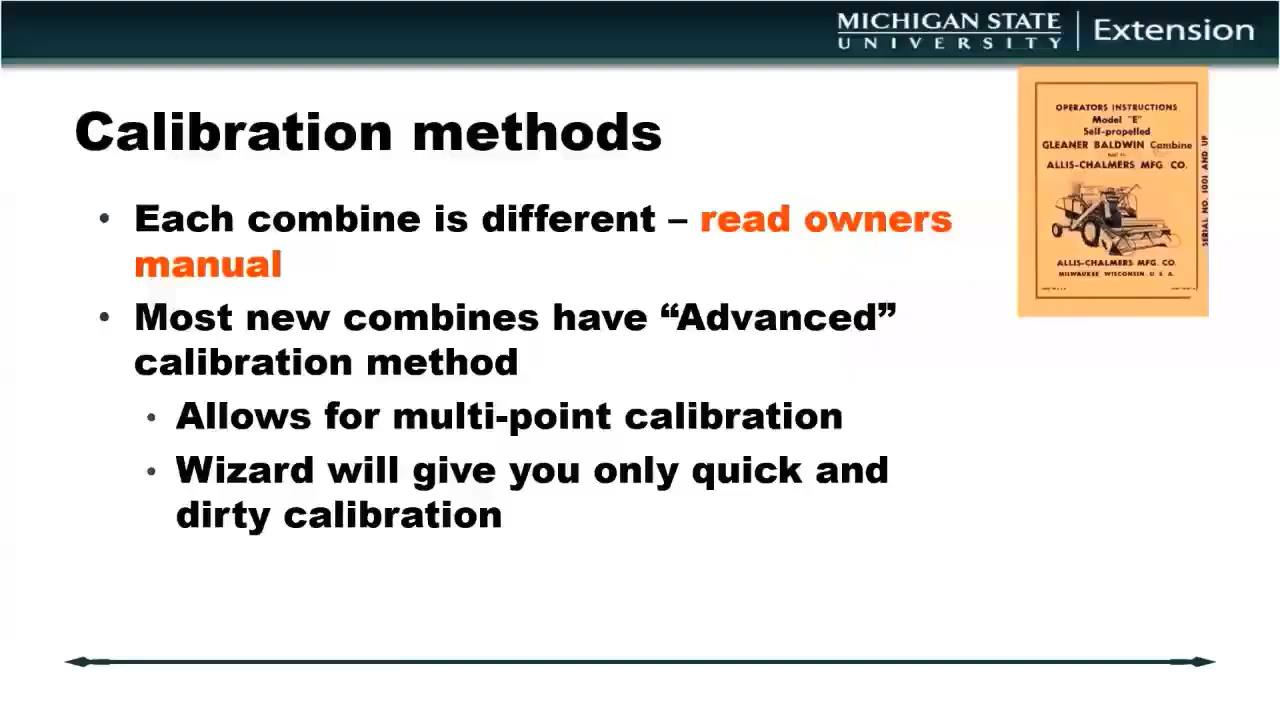 MICHIGAN STATE
UNIVERSITY
Extension
Calibration methods
• Each combine is different – read owners
manual
• Most new combines have “Advanced”
calibration method
• Allows for multi-point calibration
• Wizard will give you only quick and
dirty calibration
OPERATORS INSTRUCTIONS
Model "E"
Self-propelled
GLEANER BALDWIN Combine
ALLIS-CHALMERS MFG. CO.
ALLIS-CHALMERS MFG. CO.
MILWAUKEE, WISCONSIN, U. S. A.
SERIAL NO. 1001 AND UP